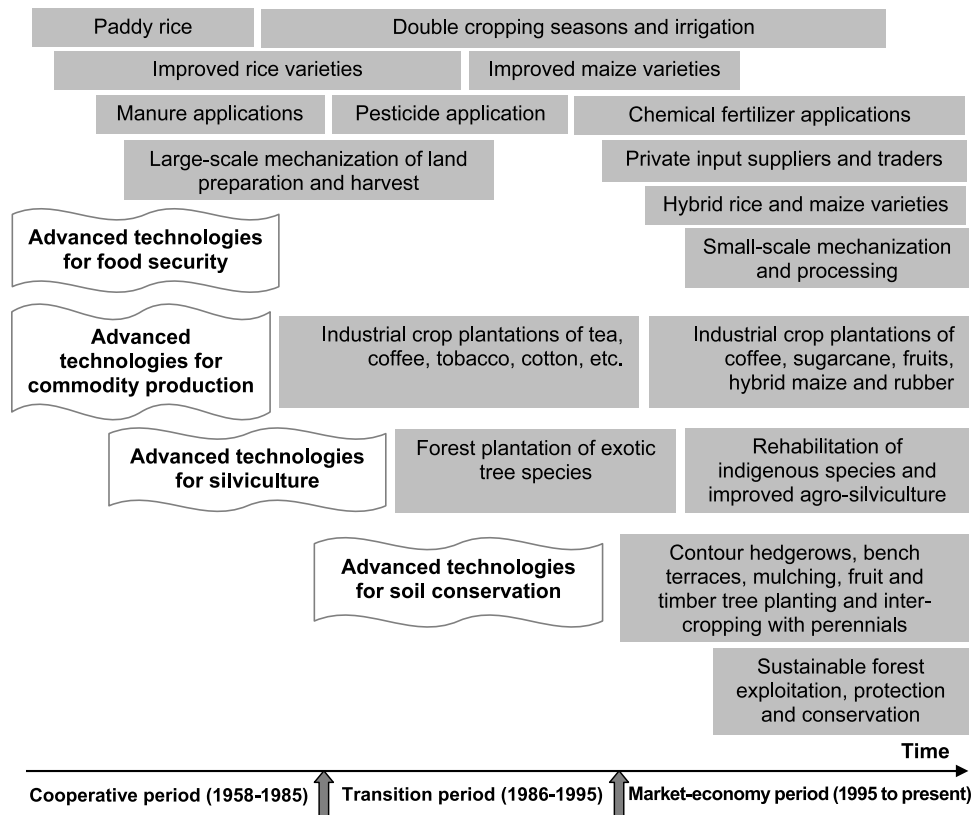 Paddy rice
Double cropping seasons and irrigation
Improved rice varieties
Improved maize varieties
Manure applications
Pesticide application
Chemical fertilizer applications
Large-scale mechanization of land
preparation and harvest
Private input suppliers and traders
Hybrid rice and maize varieties
Advanced technologies
for food security
Small-scale mechanization
and processing
Advanced
technologies for
commodity production
Industrial crop plantations of tea,
coffee, tobacco, cotton, etc.
Industrial crop plantations of
coffee, sugarcane, fruits,
hybrid maize and rubber
Advanced technologies
for silviculture
Forest plantation of exotic
tree species
Rehabilitation of
indigenous species and
improved agro-silviculture
Advanced technologies
for soil conservation
Contour hedgerows, bench
terraces, mulching, fruit and
timber tree planting and inter-
cropping with perennials
Sustainable forest
exploitation, protection
and conservation
Time
Cooperative period (1958-1985)
Transition period (1986-1995)
Market-economy period (1995 to present)